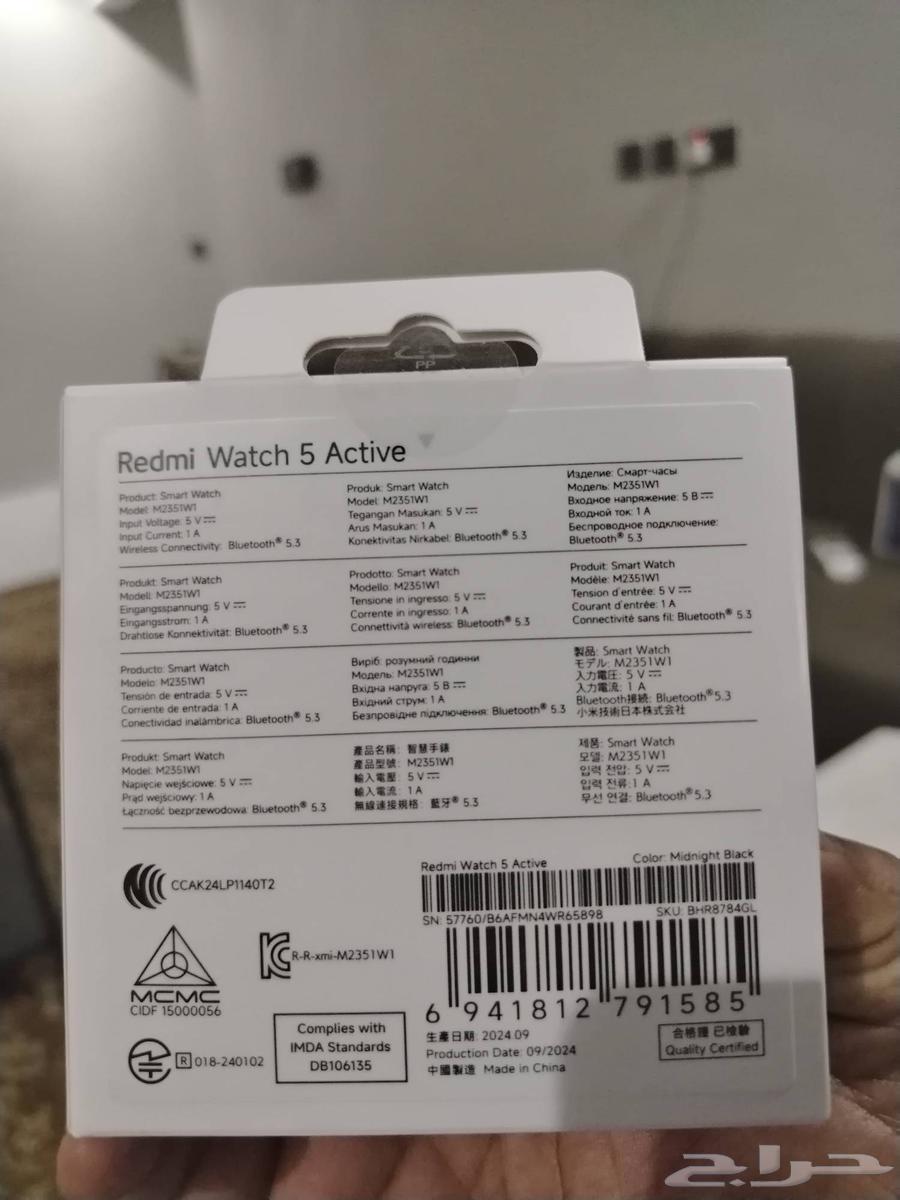 PP
Redmi Watch 5 Active
Product: Smart Watch
Model: M2351W1
Input Voltage: 5 V ⎓
Input Current: 1 A
Wireless Connectivity: Bluetooth® 5.3
Produk: Smart Watch
Model: M2351W1
Tegangan Masukan: 5 V ⎓
Arus Masukan: 1 A
Konektivitas Nirkabel: Bluetooth® 5.3
Изделие: Смарт-часы
Модель: M2351W1
Входное напряжение: 5 В ⎓
Входной ток: 1 А
Беспроводное подключение:
Bluetooth® 5.3
Produkt: Smart Watch
Modell: M2351W1
Eingangsspannung: 5 V ⎓
Eingangsstrom: 1 A
Drahtlose Konnektivität: Bluetooth® 5.3
Prodotto: Smart Watch
Modello: M2351W1
Tensione in ingresso: 5 V ⎓
Corrente in ingresso: 1 A
Connettività wireless: Bluetooth® 5.3
Produit: Smart Watch
Modèle: M2351W1
Tension d'entrée: 5 V ⎓
Courant d'entrée: 1 A
Connectivité sans fil: Bluetooth® 5.3
Producto: Smart Watch
Modelo: M2351W1
Tensión de entrada: 5 V ⎓
Corriente de entrada: 1 A
Conectividad inalámbrica: Bluetooth® 5.3
Виріб: розумний годинни
Модель: M2351W1
Вхідна напруга: 5 В ⎓
Вхідний струм: 1 А
Безпровідне підключення: Bluetooth® 5.3
製品: Smart Watch
モデル: M2351W1
入力電圧: 5 V ⎓
入力電流: 1 A
Bluetooth接続: Bluetooth® 5.3
小米技術日本株式会社
Produkt: Smart Watch
Model: M2351W1
Napięcie wejściowe: 5 V ⎓
Prąd wejściowy: 1 A
Łączność bezprzewodowa: Bluetooth® 5.3
產品名稱: 智慧手錶
產品型號: M2351W1
輸入電壓: 5 V ⎓
輸入電流: 1 A
無線連接規格: 藍牙® 5.3
제품: Smart Watch
모델: M2351W1
입력 전압: 5 V ⎓
입력 전류: 1 A
무선 연결: Bluetooth® 5.3
CCAK24LP1140T2
MCMC
CIDF 15000056
R-R-xmi-M2351W1
R 018-240102
Complies with
IMDA Standards
DB106135
Redmi Watch 5 Active Color: Midnight Black
SN: 57760/B6AFMN4WR65898 SKU: BHR8784GL
6 941812 791585
生產日期: 2024.09
Production Date: 09/2024
中國製造 Made in China
合格證 已檢驗
Quality Certified
حراج